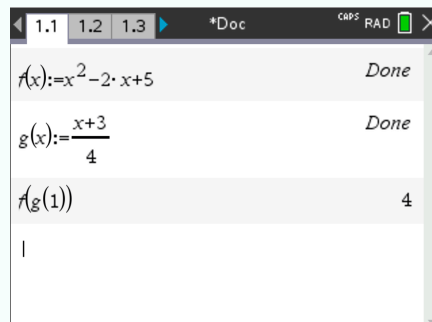 1.1 1.2 1.3 *Doc CAPS RAD
f(x):=x²-2·x+5 Done
g(x):=(x+3)/4 Done
f(g(1)) 4